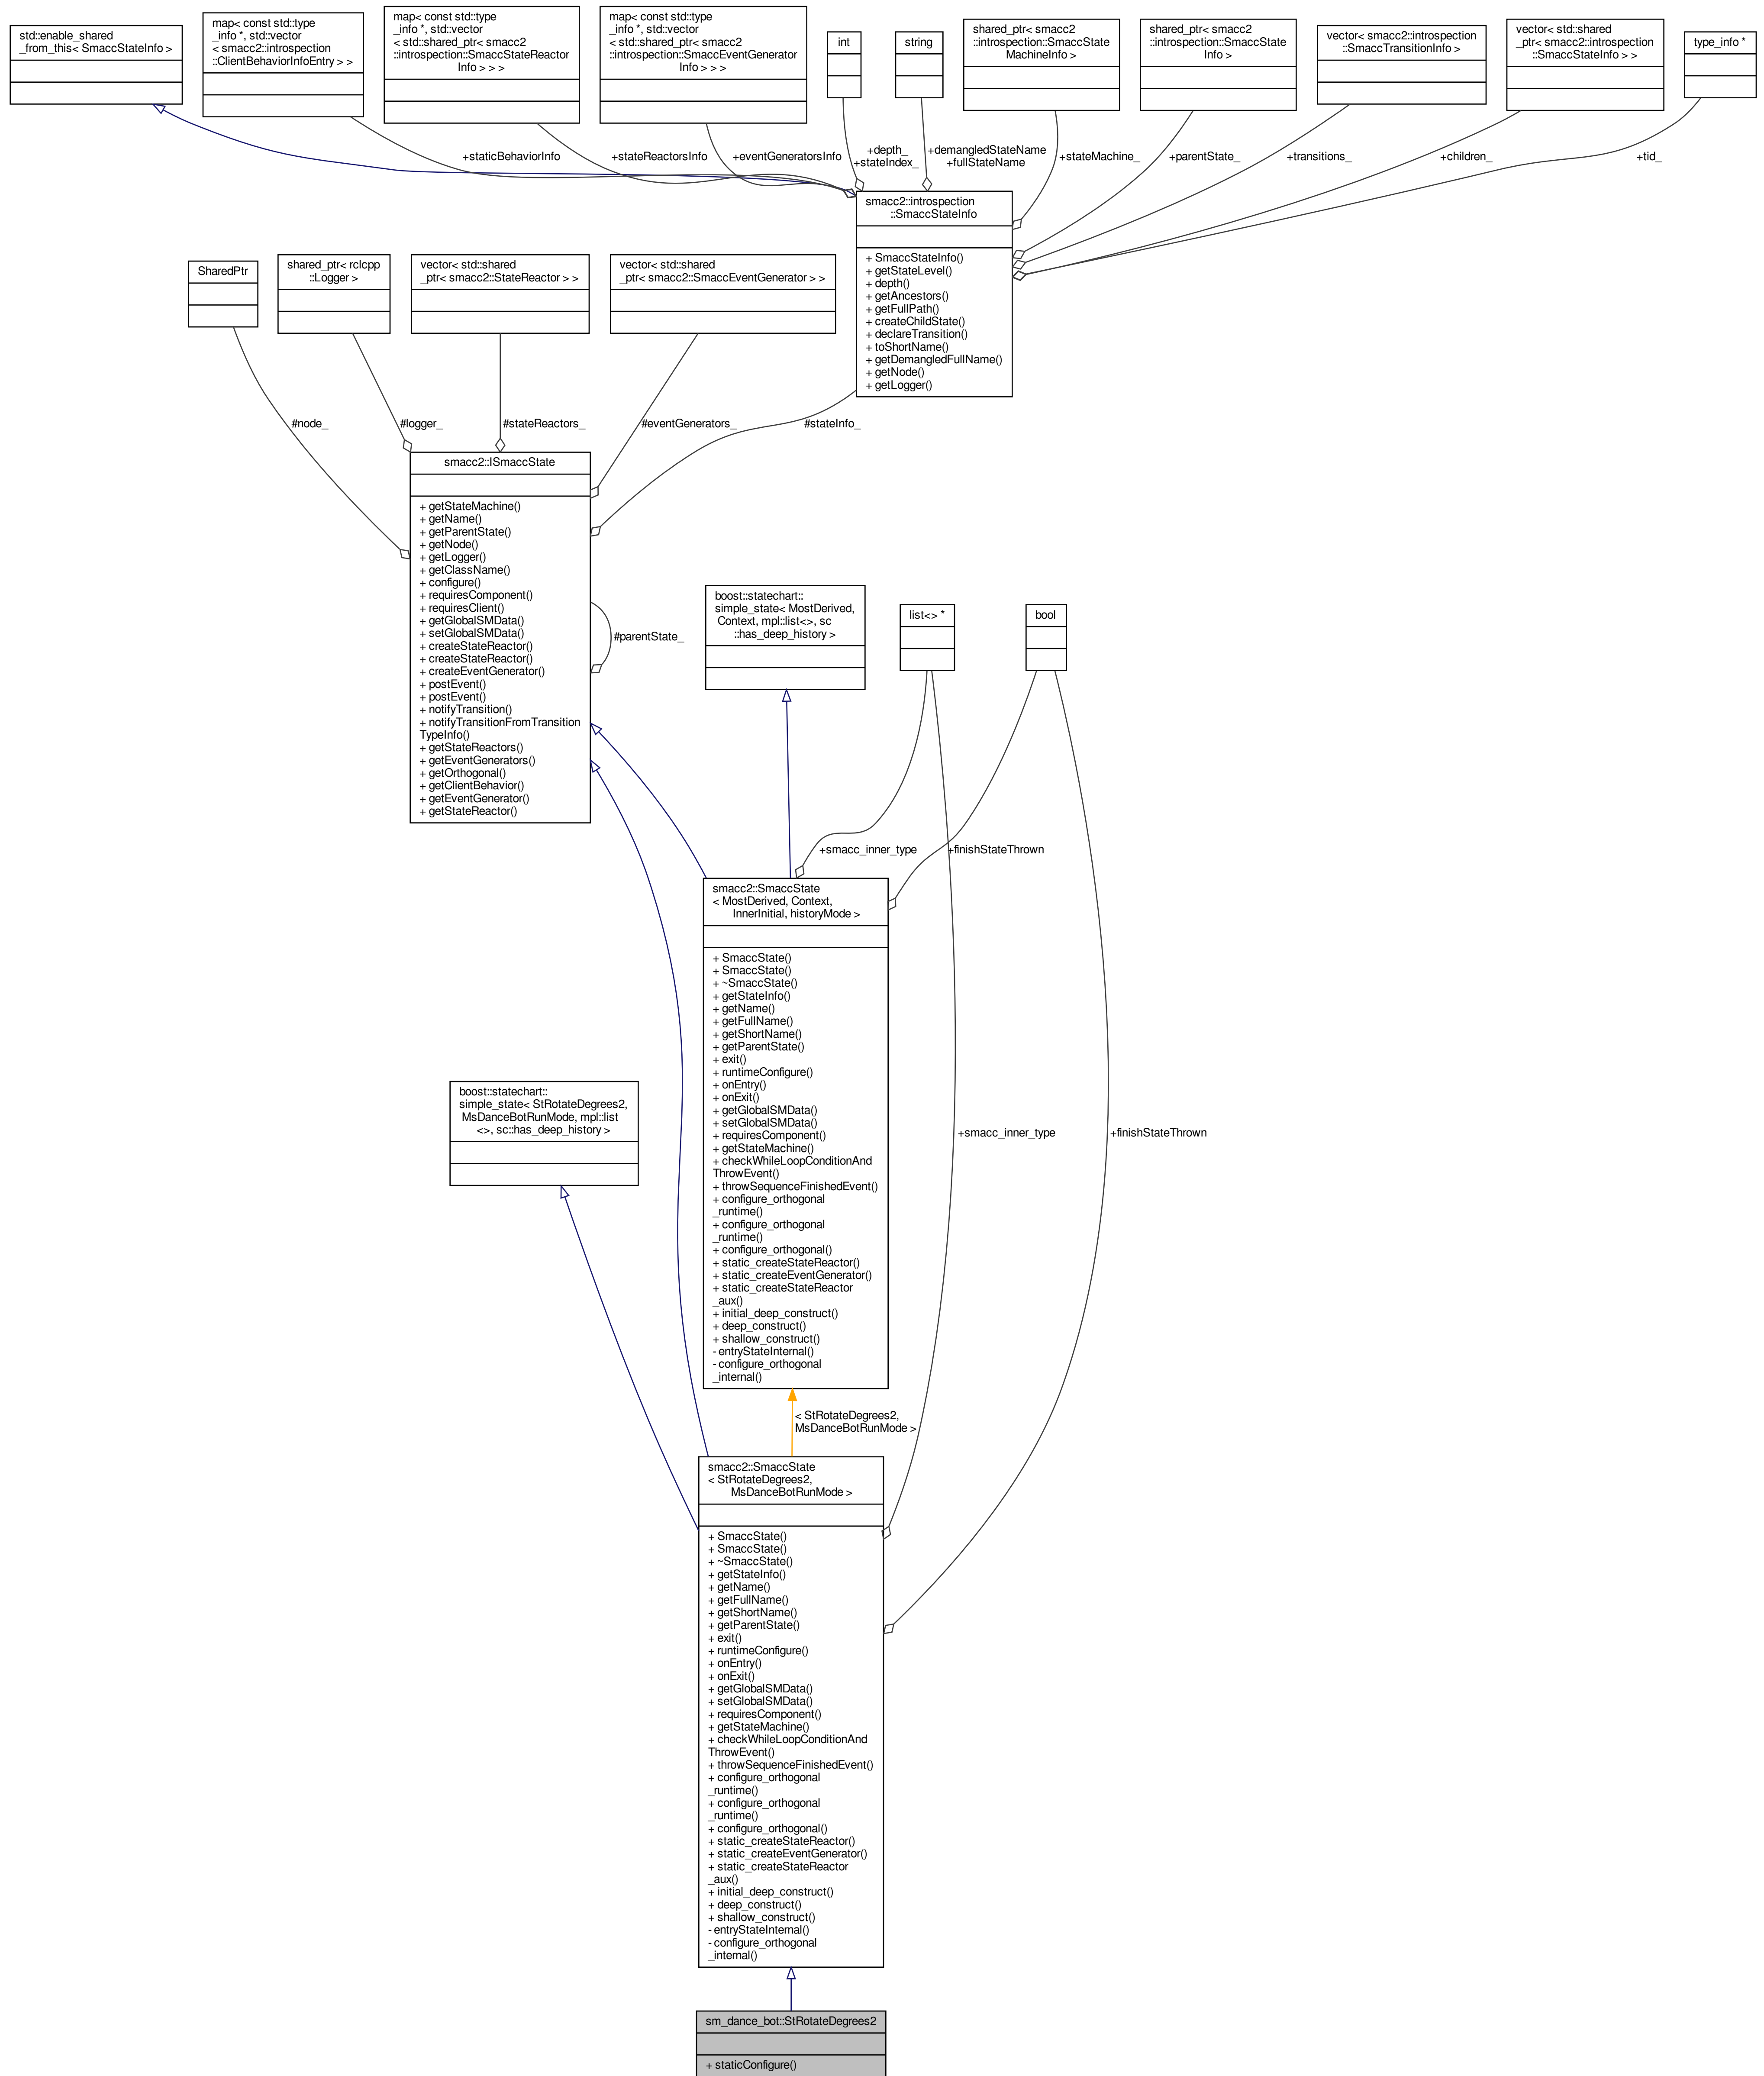 std::enable_shared
_from_this< SmaccStateInfo >
map< const std::type
_info *, std::vector
< smacc2::introspection
::ClientBehaviorInfoEntry > >
map< const std::type
_info *, std::vector
< std::shared_ptr< smacc2
::introspection::SmaccStateReactor
Info > > >
map< const std::type
_info *, std::vector
< std::shared_ptr< smacc2
::introspection::SmaccEventGenerator
Info > > >
int
string
shared_ptr< smacc2
::introspection::SmaccState
MachineInfo >
shared_ptr< smacc2
::introspection::SmaccState
Info >
vector< smacc2::introspection
::SmaccTransitionInfo >
vector< std::shared
_ptr< smacc2::introspection
::SmaccStateInfo > >
type_info *
+staticBehaviorInfo
+stateReactorsInfo
+eventGeneratorsInfo
+depth_
+stateIndex_
+demangledStateName
+fullStateName
+stateMachine_
+parentState_
+transitions_
+children_
+tid_
smacc2::introspection
::SmaccStateInfo
+ SmaccStateInfo()
+ getStateLevel()
+ depth()
+ getAncestors()
+ getFullPath()
+ createChildState()
+ declareTransition()
+ toShortName()
+ getDemangledFullName()
+ getNode()
+ getLogger()
SharedPtr
shared_ptr< rclcpp
::Logger >
vector< std::shared
_ptr< smacc2::StateReactor > >
vector< std::shared
_ptr< smacc2::SmaccEventGenerator > >
#node_
#logger_
#stateReactors_
#eventGenerators_
#stateInfo_
smacc2::ISmaccState
+ getStateMachine()
+ getName()
+ getParentState()
+ getNode()
+ getLogger()
+ getClassName()
+ configure()
+ requiresComponent()
+ requiresClient()
+ getGlobalSMData()
+ setGlobalSMData()
+ createStateReactor()
+ createStateReactor()
+ createEventGenerator()
+ postEvent()
+ postEvent()
+ notifyTransition()
+ notifyTransitionFromTransition
TypeInfo()
+ getStateReactors()
+ getEventGenerators()
+ getOrthogonal()
+ getClientBehavior()
+ getEventGenerator()
+ getStateReactor()
#parentState_
boost::statechart::
simple_state< MostDerived,
Context, mpl::list<>, sc
::has_deep_history >
list<> *
bool
+smacc_inner_type
+finishStateThrown
smacc2::SmaccState
< MostDerived, Context,
InnerInitial, historyMode >
+ SmaccState()
+ SmaccState()
+ ~SmaccState()
+ getStateInfo()
+ getName()
+ getFullName()
+ getShortName()
+ getParentState()
+ exit()
+ runtimeConfigure()
+ onEntry()
+ onExit()
+ getGlobalSMData()
+ setGlobalSMData()
+ requiresComponent()
+ getStateMachine()
+ checkWhileLoopConditionAnd
ThrowEvent()
+ throwSequenceFinishedEvent()
+ configure_orthogonal
_runtime()
+ configure_orthogonal
_runtime()
+ configure_orthogonal()
+ static_createStateReactor()
+ static_createEventGenerator()
+ static_createStateReactor
_aux()
+ initial_deep_construct()
+ deep_construct()
+ shallow_construct()
- entryStateInternal()
- configure_orthogonal
_internal()
boost::statechart::
simple_state< StRotateDegrees2,
MsDanceBotRunMode, mpl::list
<>, sc::has_deep_history >
+smacc_inner_type
+finishStateThrown
< StRotateDegrees2,
MsDanceBotRunMode >
smacc2::SmaccState
< StRotateDegrees2,
MsDanceBotRunMode >
+ SmaccState()
+ SmaccState()
+ ~SmaccState()
+ getStateInfo()
+ getName()
+ getFullName()
+ getShortName()
+ getParentState()
+ exit()
+ runtimeConfigure()
+ onEntry()
+ onExit()
+ getGlobalSMData()
+ setGlobalSMData()
+ requiresComponent()
+ getStateMachine()
+ checkWhileLoopConditionAnd
ThrowEvent()
+ throwSequenceFinishedEvent()
+ configure_orthogonal
_runtime()
+ configure_orthogonal
_runtime()
+ configure_orthogonal()
+ static_createStateReactor()
+ static_createEventGenerator()
+ static_createStateReactor
_aux()
+ initial_deep_construct()
+ deep_construct()
+ shallow_construct()
- entryStateInternal()
- configure_orthogonal
_internal()
sm_dance_bot::StRotateDegrees2
+ staticConfigure()